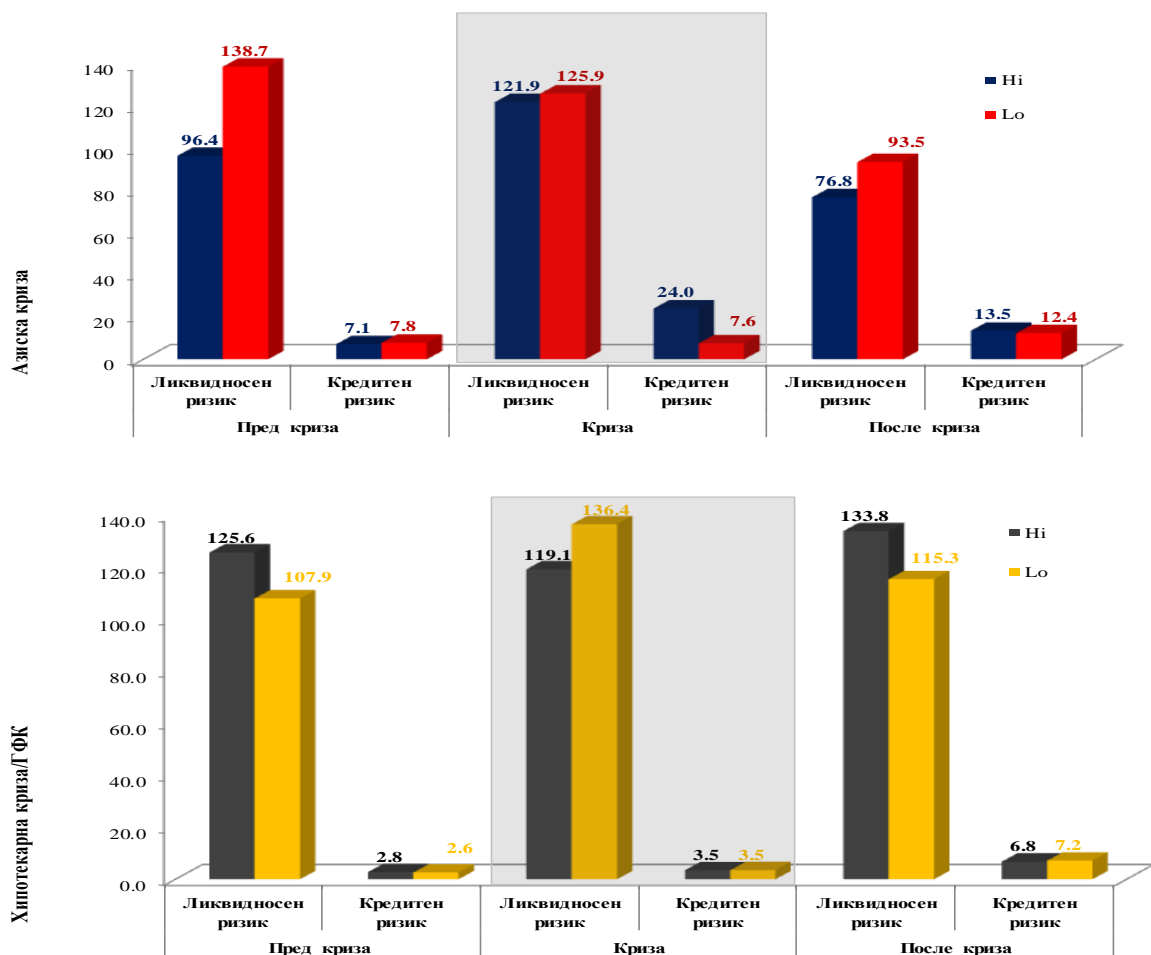 Азиска криза
138.7
140
121.9
125.9
Hi
120
Lo
96.4
100
93.5
76.8
80
60
40
24.0
20
7.1
7.8
7.6
13.5
12.4
0
Ликвидносен ризик
Кредитен ризик
Ликвидносен ризик
Кредитен ризик
Ликвидносен ризик
Кредитен ризик
Пред криза
Криза
После криза
Хипотекарна криза/ГФК
140.0
125.6
136.4
133.8
Hi
120.0
107.9
119.1
115.3
Lo
100.0
80.0
60.0
40.0
20.0
2.8
2.6
3.5
3.5
6.8
7.2
0.0
Ликвидносен ризик
Кредитен ризик
Ликвидносен ризик
Кредитен ризик
Ликвидносен ризик
Кредитен ризик
Пред криза
Криза
После криза